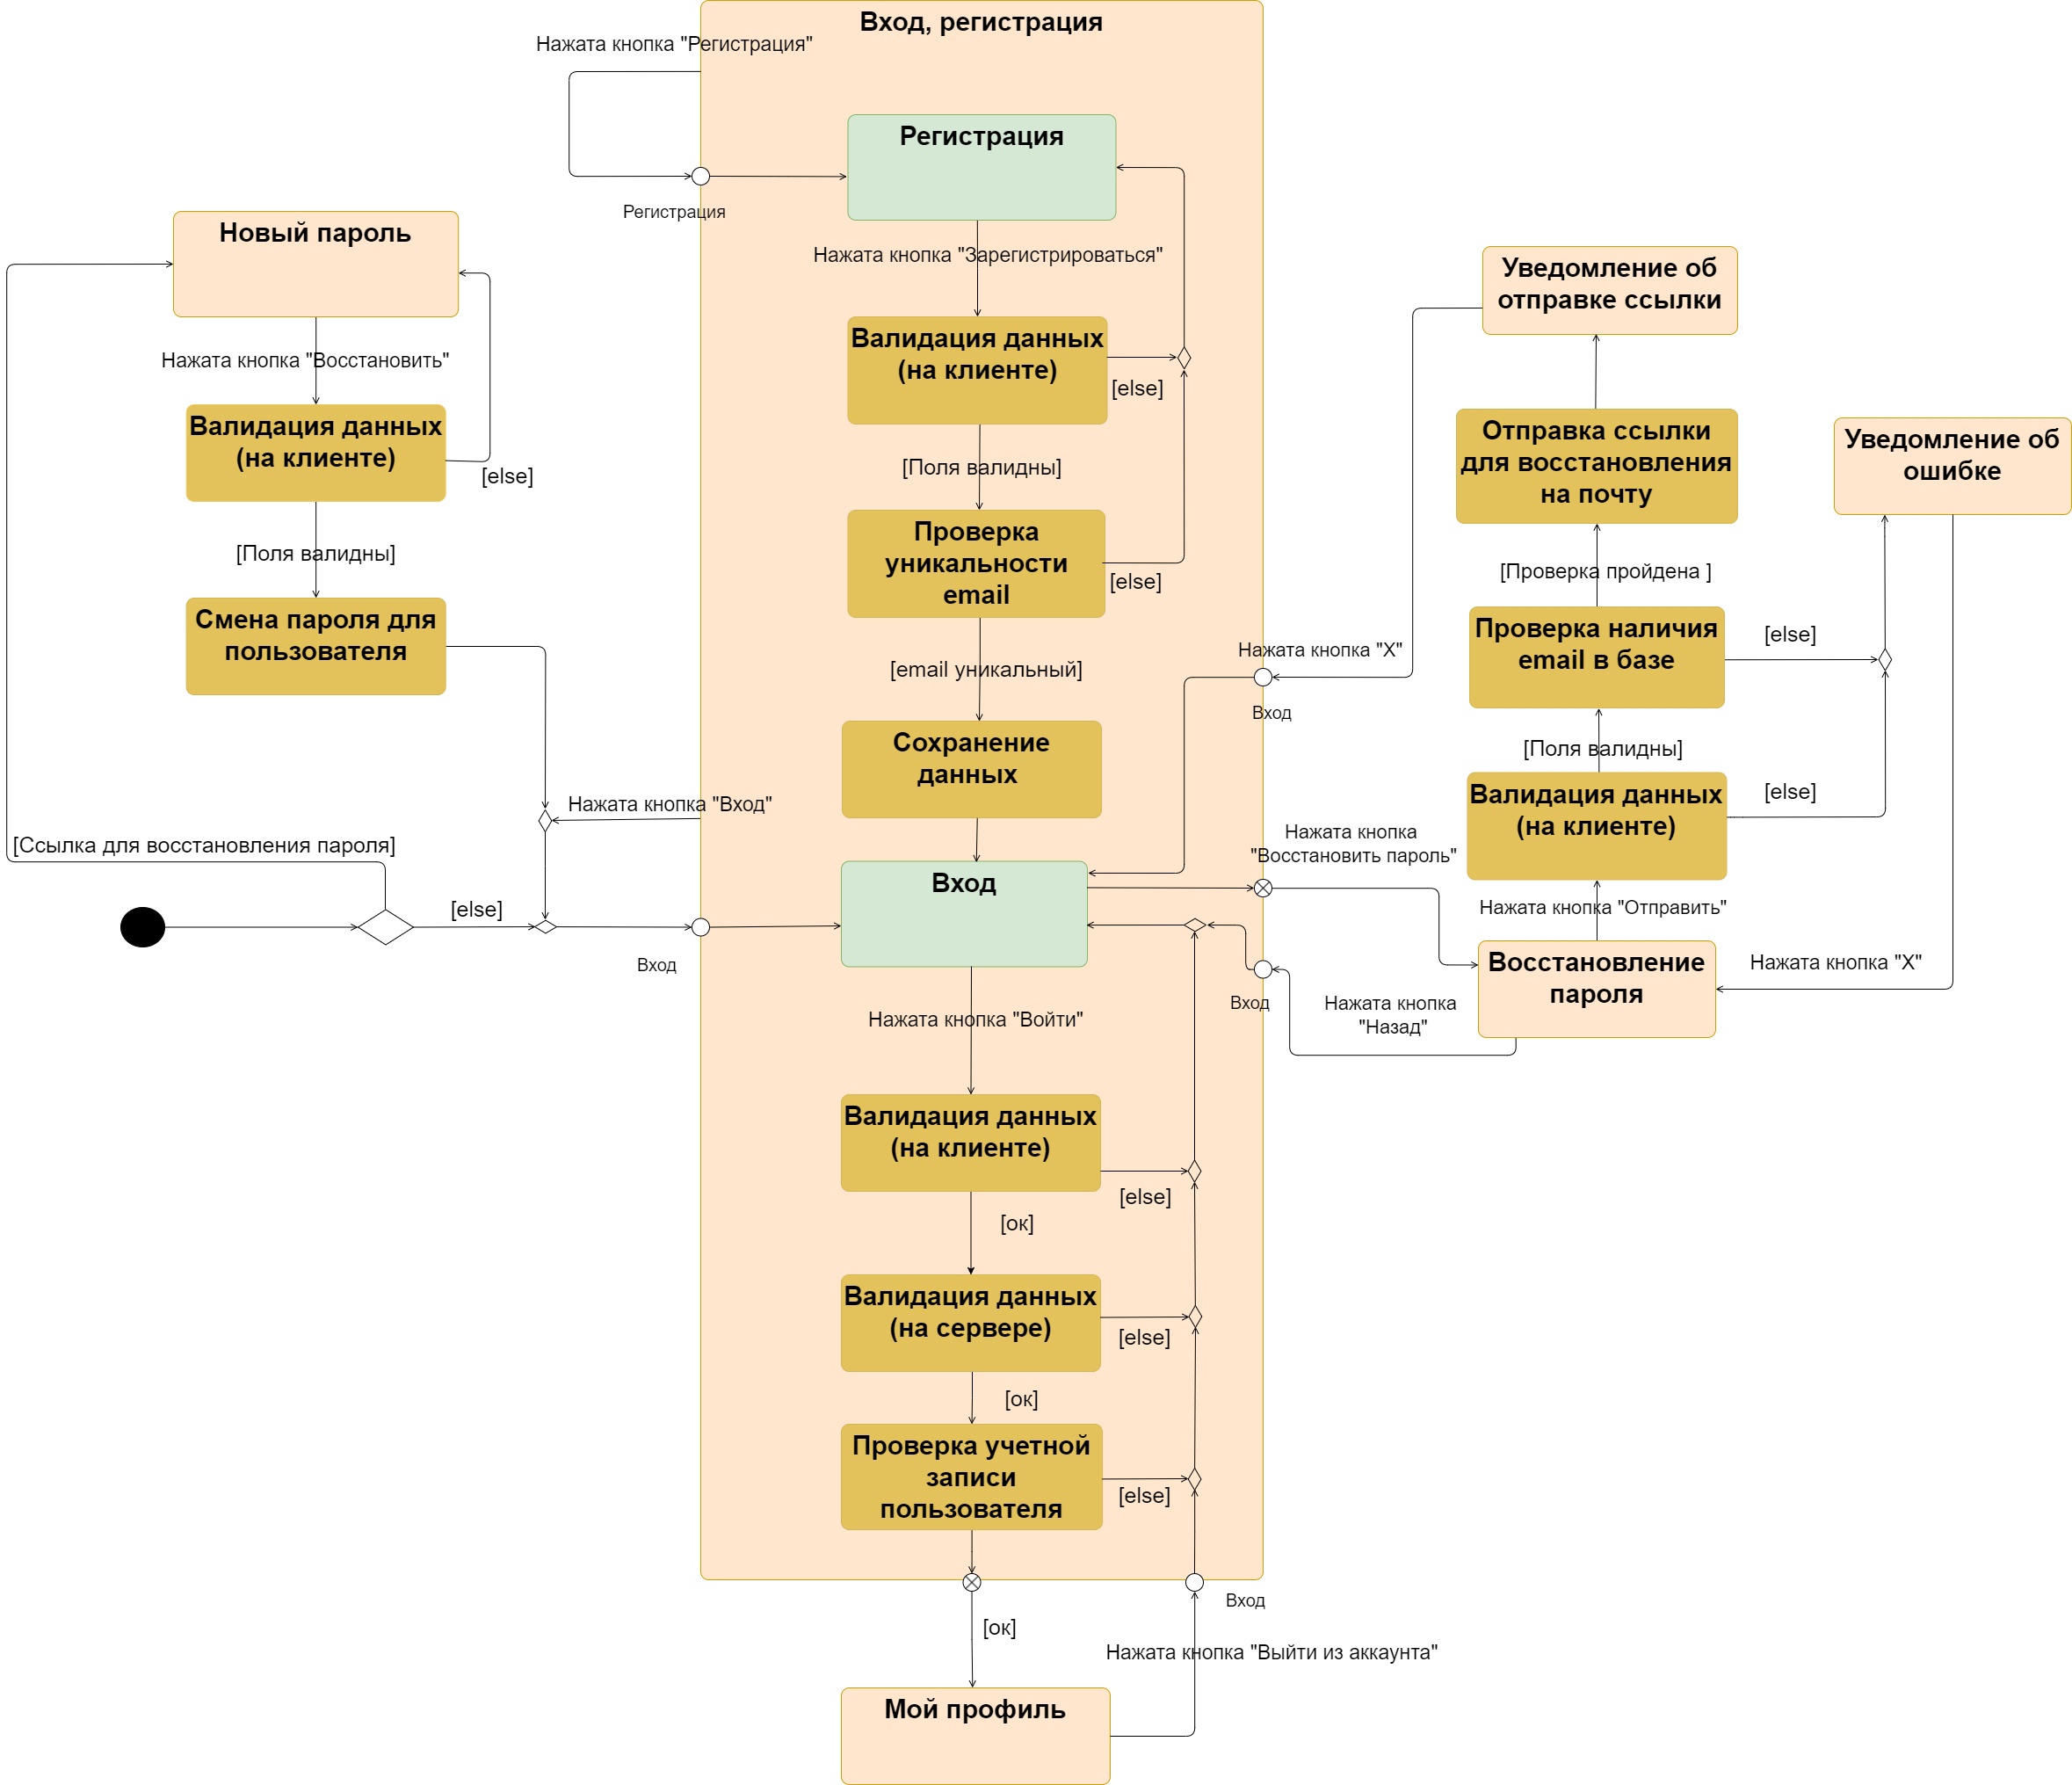 Вход, регистрация
Нажата кнопка "Регистрация"
Регистрация
Регистрация
Нажата кнопка "Зарегистрироваться"
Валидация данных
(на клиенте)
[else]
[Поля валидны]
Проверка
уникальности
email
[else]
[email уникальный]
Сохранение
данных
Новый пароль
Нажата кнопка "Восстановить"
Валидация данных
(на клиенте)
[else]
[Поля валидны]
Смена пароля для
пользователя
Нажата кнопка "Вход"
[Ссылка для восстановления пароля]
[else]
Вход
Вход
Нажата кнопка "Войти"
Валидация данных
(на клиенте)
[else]
[ок]
Валидация данных
(на сервере)
[else]
[ок]
Проверка учетной
записи
пользователя
[else]
[ок]
Вход
Нажата кнопка "Выйти из аккаунта"
Мой профиль
Уведомление об
отправке ссылки
Отправка ссылки
для восстановления
на почту
Уведомление об
ошибке
[Проверка пройдена ]
Проверка наличия
email в базе
[else]
Нажата кнопка "X"
Вход
[Поля валидны]
Валидация данных
(на клиенте)
[else]
Нажата кнопка
"Восстановить пароль"
Нажата кнопка "Отправить"
Восстановление
пароля
Нажата кнопка "X"
Вход
Нажата кнопка
"Назад"